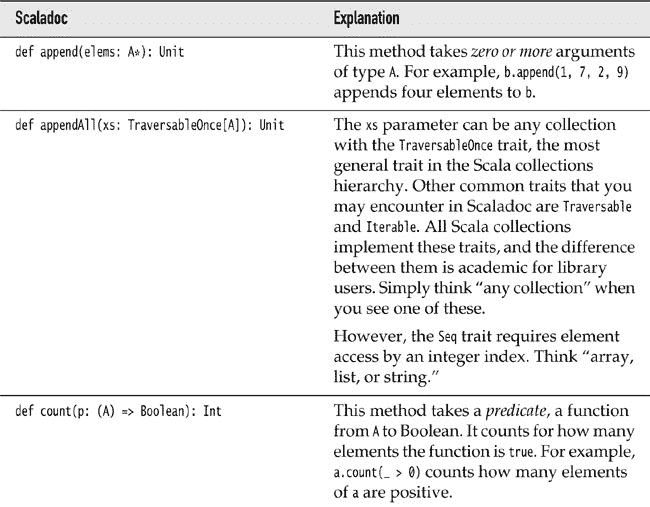 Scaladoc
Explanation
def append(elems: A*): Unit
This method takes zero or more arguments
of type A. For example, b.append(1, 7, 2, 9)
appends four elements to b.
def appendAll(xs: TraversableOnce[A]): Unit
The xs parameter can be any collection
with the TraversableOnce trait, the most
general trait in the Scala collections
hierarchy. Other common traits that you
may encounter in Scaladoc are Traversable
and Iterable. All Scala collections
implement these traits, and the difference
between them is academic for library
users. Simply think “any collection” when
you see one of these.
However, the Seq trait requires element
access by an integer index. Think “array,
list, or string.”
def count(p: (A) => Boolean): Int
This method takes a predicate, a function
from A to Boolean. It counts for how many
elements the function is true. For example,
a.count(_ > 0) counts how many elements
of a are positive.